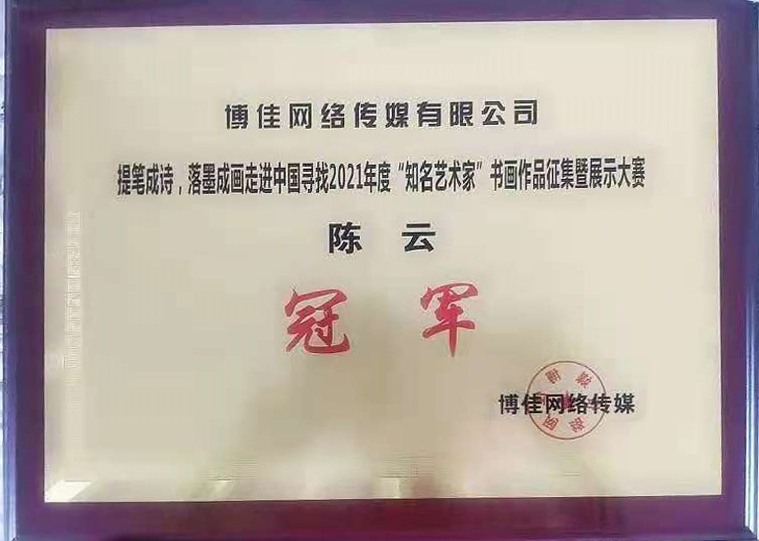 博佳网络传媒有限公司
提笔成诗，落墨成画走进中国寻找2021年度“知名艺术家”书画作品征集暨展示大赛
陈云
冠军
博佳网络传媒